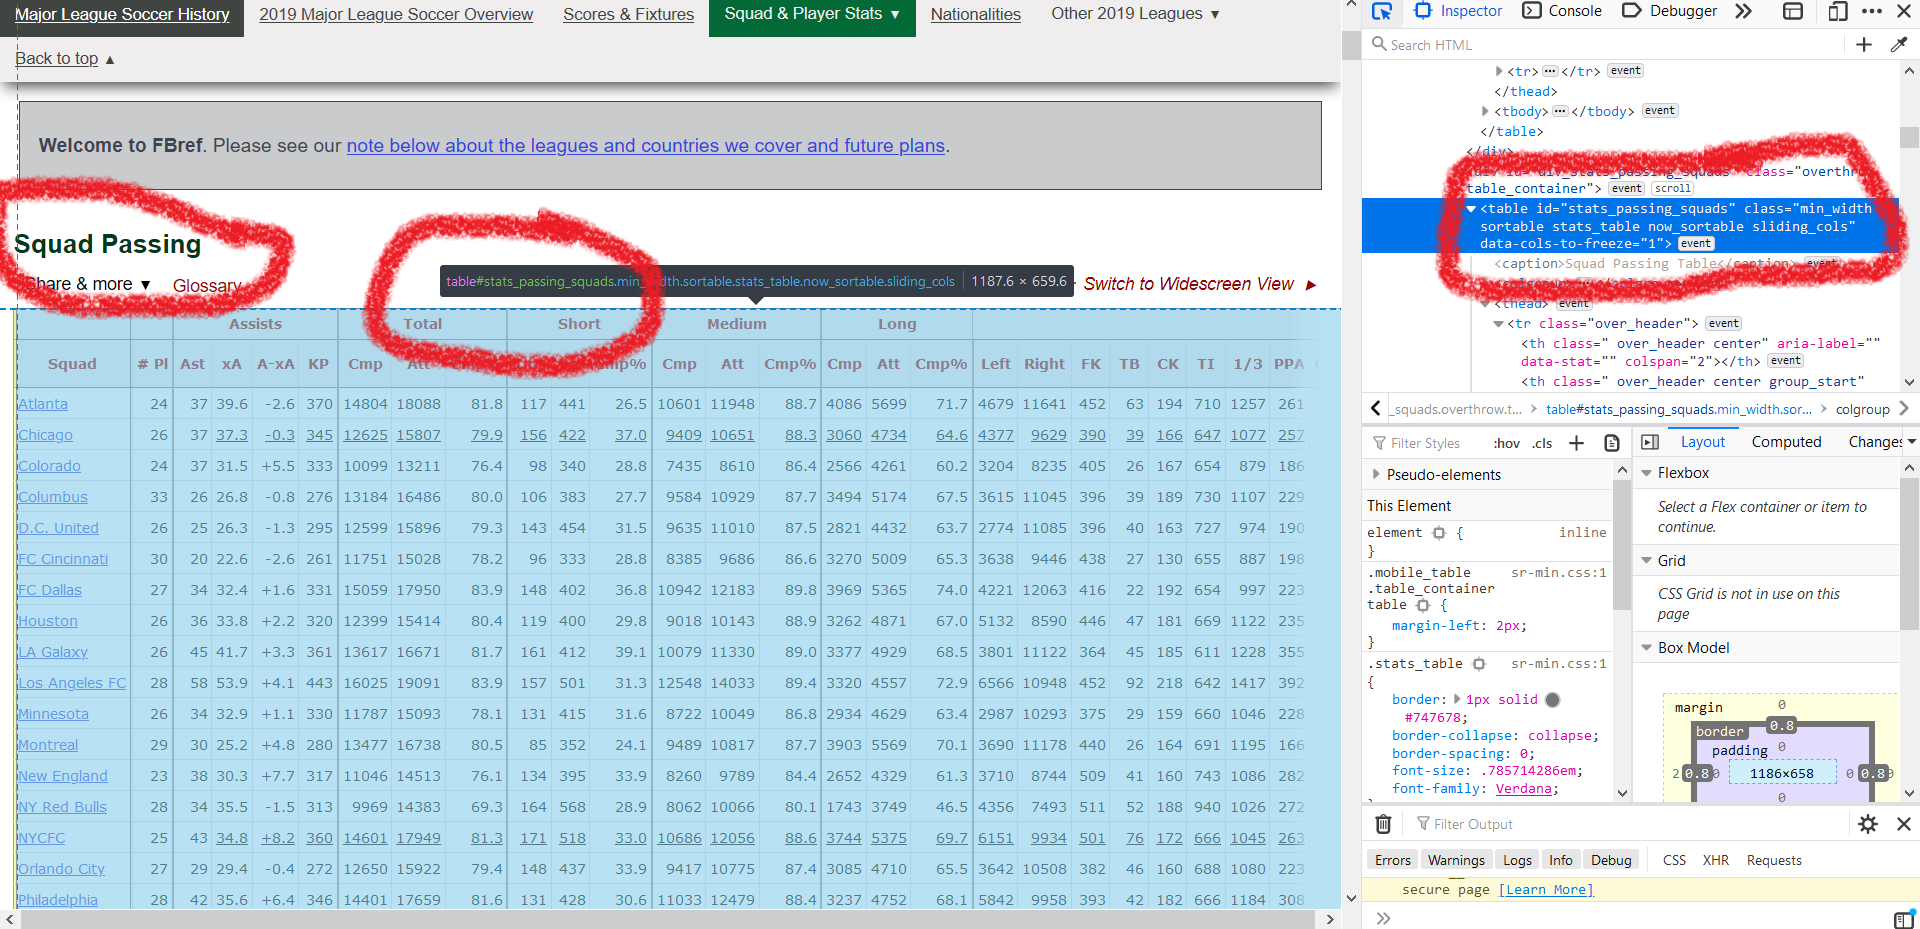 Major League Soccer History 2019 Major League Soccer Overview Scores & Fixtures Squad & Player Stats ▼ Nationalities Other 2019 Leagues ▼
Back to top ▲
Welcome to FBref. Please see our note below about the leagues and countries we cover and future plans.
Squad Passing
Share & more ▼ Glossary
table#stats_passing_squads.min_width.sortable.stats_table.now_sortable.sliding_cols 1187.6 × 659.6
Switch to Widescreen View ►
Assists Total Short Medium Long
Squad # Pl Ast xA A-xA KP Cmp Att Cmp% Cmp Att Cmp% Cmp Att Cmp% Left Right FK TB CK TI 1/3 PPA
Atlanta 24 37 39.6 -2.6 370 14804 18088 81.8 117 441 26.5 10601 11948 88.7 4086 5699 71.7 4679 11641 452 63 194 710 1257 261
Chicago 26 37 37.3 -0.3 345 12625 15807 79.9 156 422 37.0 9409 10651 88.3 3060 4734 64.6 4377 9629 390 39 166 647 1077 257
Colorado 24 37 31.5 +5.5 333 10099 13211 76.4 98 340 28.8 7435 8610 86.4 2566 4261 60.2 3204 8235 405 26 167 654 879 186
Columbus 33 26 26.8 -0.8 276 13184 16486 80.0 106 383 27.7 9584 10929 87.7 3494 5174 67.5 3615 11045 396 39 189 730 1107 229
D.C. United 26 25 26.3 -1.3 295 12599 15896 79.3 143 454 31.5 9635 11010 87.5 2821 4432 63.7 2774 11085 396 40 163 727 974 190
FC Cincinnati 30 20 22.6 -2.6 261 11751 15028 78.2 96 333 28.8 8385 9686 86.6 3270 5009 65.3 3638 9446 438 27 130 655 887 198
FC Dallas 27 34 32.4 +1.6 331 15059 17950 83.9 148 402 36.8 10942 12183 89.8 3969 5365 74.0 4221 12063 416 22 192 654 997 223
Houston 26 36 33.8 +2.2 320 12399 15414 80.4 119 400 29.8 9018 10143 88.9 3262 4871 67.0 5132 8590 446 47 181 669 1122 235
LA Galaxy 26 45 41.7 +3.3 361 13617 16671 81.7 161 412 39.1 10079 11330 89.0 3377 4929 68.5 3801 11122 364 45 185 611 1228 355
Los Angeles FC 28 58 53.9 +4.1 443 16025 19091 83.9 157 501 31.3 12548 14033 89.4 3320 4557 72.9 6566 10948 452 92 218 642 1417 392
Minnesota 26 34 32.9 +1.1 330 11787 15093 78.1 131 415 31.6 8722 10049 86.8 2934 4629 63.4 2987 10293 375 29 159 660 1046 228
Montreal 29 30 25.2 +4.8 280 13477 16738 80.5 85 352 24.1 9489 10817 87.7 3903 5569 70.1 3690 11178 440 26 164 691 1195 166
New England 23 38 30.3 +7.7 317 11046 14513 76.1 134 395 33.9 8260 9789 84.4 2652 4329 61.3 3710 8744 509 41 160 743 1086 282
NY Red Bulls 28 34 35.5 -1.5 313 9969 14383 69.3 164 568 28.9 8062 10066 80.1 1743 3749 46.5 4356 7493 511 52 188 940 1026 272
NYCFC 25 43 34.8 +8.2 360 14601 17949 81.3 171 518 33.0 10686 12056 88.6 3744 5375 69.7 6151 9934 501 76 172 666 1045 263
Orlando City 27 29 29.4 -0.4 272 12650 15922 79.4 148 437 33.9 9417 10775 87.4 3085 4710 65.5 3642 10508 382 46 160 688 1080 223
Philadelphia 28 42 35.6 +6.4 346 14401 17659 81.6 131 428 30.6 11033 12479 88.4 3237 4752 68.1 5842 9958 393 42 182 666 1184 308
Inspector Console Debugger
Search HTML
<tr> ••• </tr> event
</thead>
<tbody> ••• </tbody> event
</table>
</div>
<div id="div_stats_passing_squads" class="overthrow
table_container"> event scroll
<table id="stats_passing_squads" class="min_width
sortable stats_table now_sortable sliding_cols"
data-cols-to-freeze="1"> event
<caption>Squad Passing Table</caption> event
<thead> event
<tr class="over_header"> event
<th class=" over_header center" aria-label=""
data-stat="" colspan="2"></th> event
<th class=" over_header center group_start"
_squads.overthrow.t... table#stats_passing_squads.min_width.sor... colgroup
Filter Styles :hov .cls +
Pseudo-elements
This Element
element { inline
}
.mobile_table sr-min.css:1
.table_container
table {
margin-left: 2px;
}
.stats_table sr-min.css:1
{
border: 1px solid
#747678;
border-collapse: collapse;
border-spacing: 0;
font-size: .785714286em;
font-family: Verdana;
Layout Computed Changes
Flexbox
Select a Flex container or item to
continue.
Grid
CSS Grid is not in use on this
page
Box Model
margin 0
border 0.8
padding 0
2 0.8 0 1186×658 0 0.8 0
0
Filter Output
Errors Warnings Logs Info Debug CSS XHR Requests
secure page [Learn More]